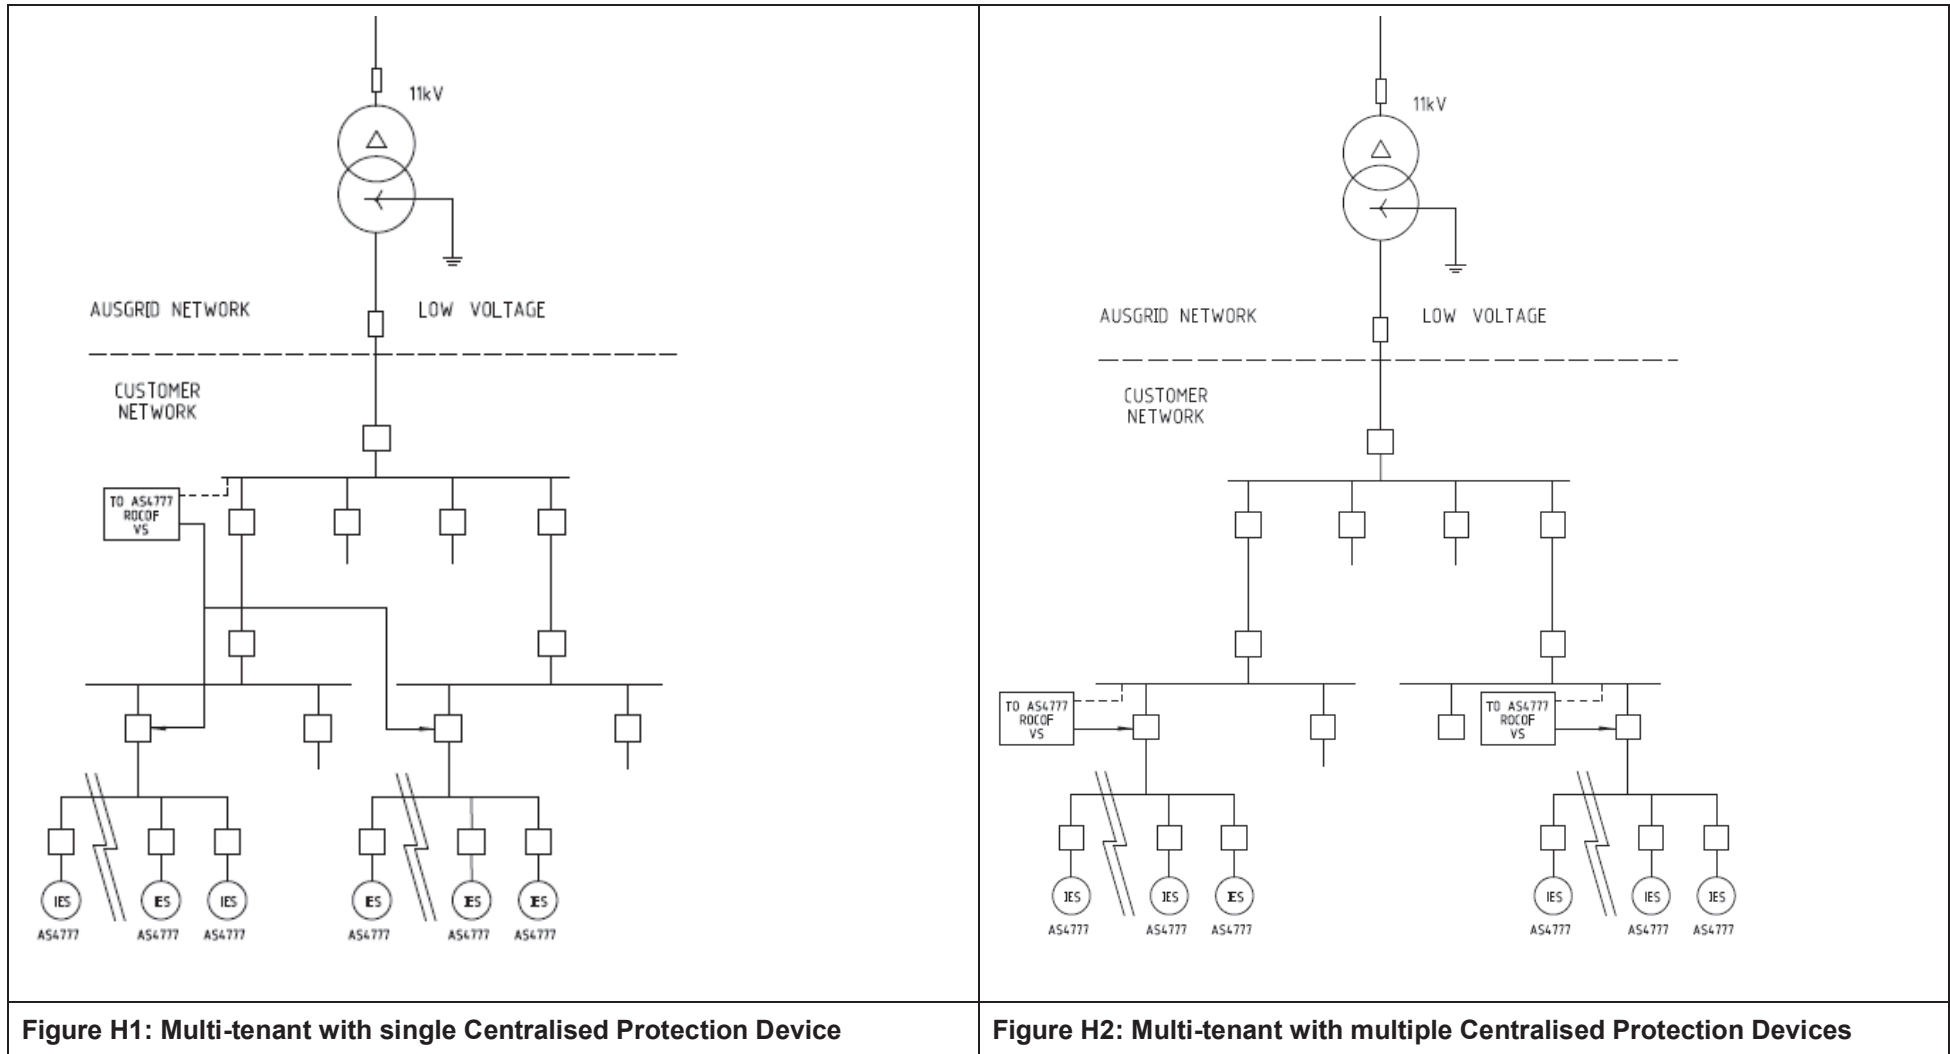 11kV
AUSGRID NETWORK
LOW VOLTAGE
CUSTOMER
NETWORK
TO AS4777
ROCOF
VS
IES
IES
IES
IES
IES
IES
AS4777
AS4777
AS4777
AS4777
AS4777
AS4777
Figure H1: Multi-tenant with single Centralised Protection Device
11kV
AUSGRID NETWORK
LOW VOLTAGE
CUSTOMER
NETWORK
TO AS4777
ROCOF
VS
TO AS4777
ROCOF
VS
IES
IES
IES
IES
IES
IES
AS4777
AS4777
AS4777
AS4777
AS4777
AS4777
Figure H2: Multi-tenant with multiple Centralised Protection Devices